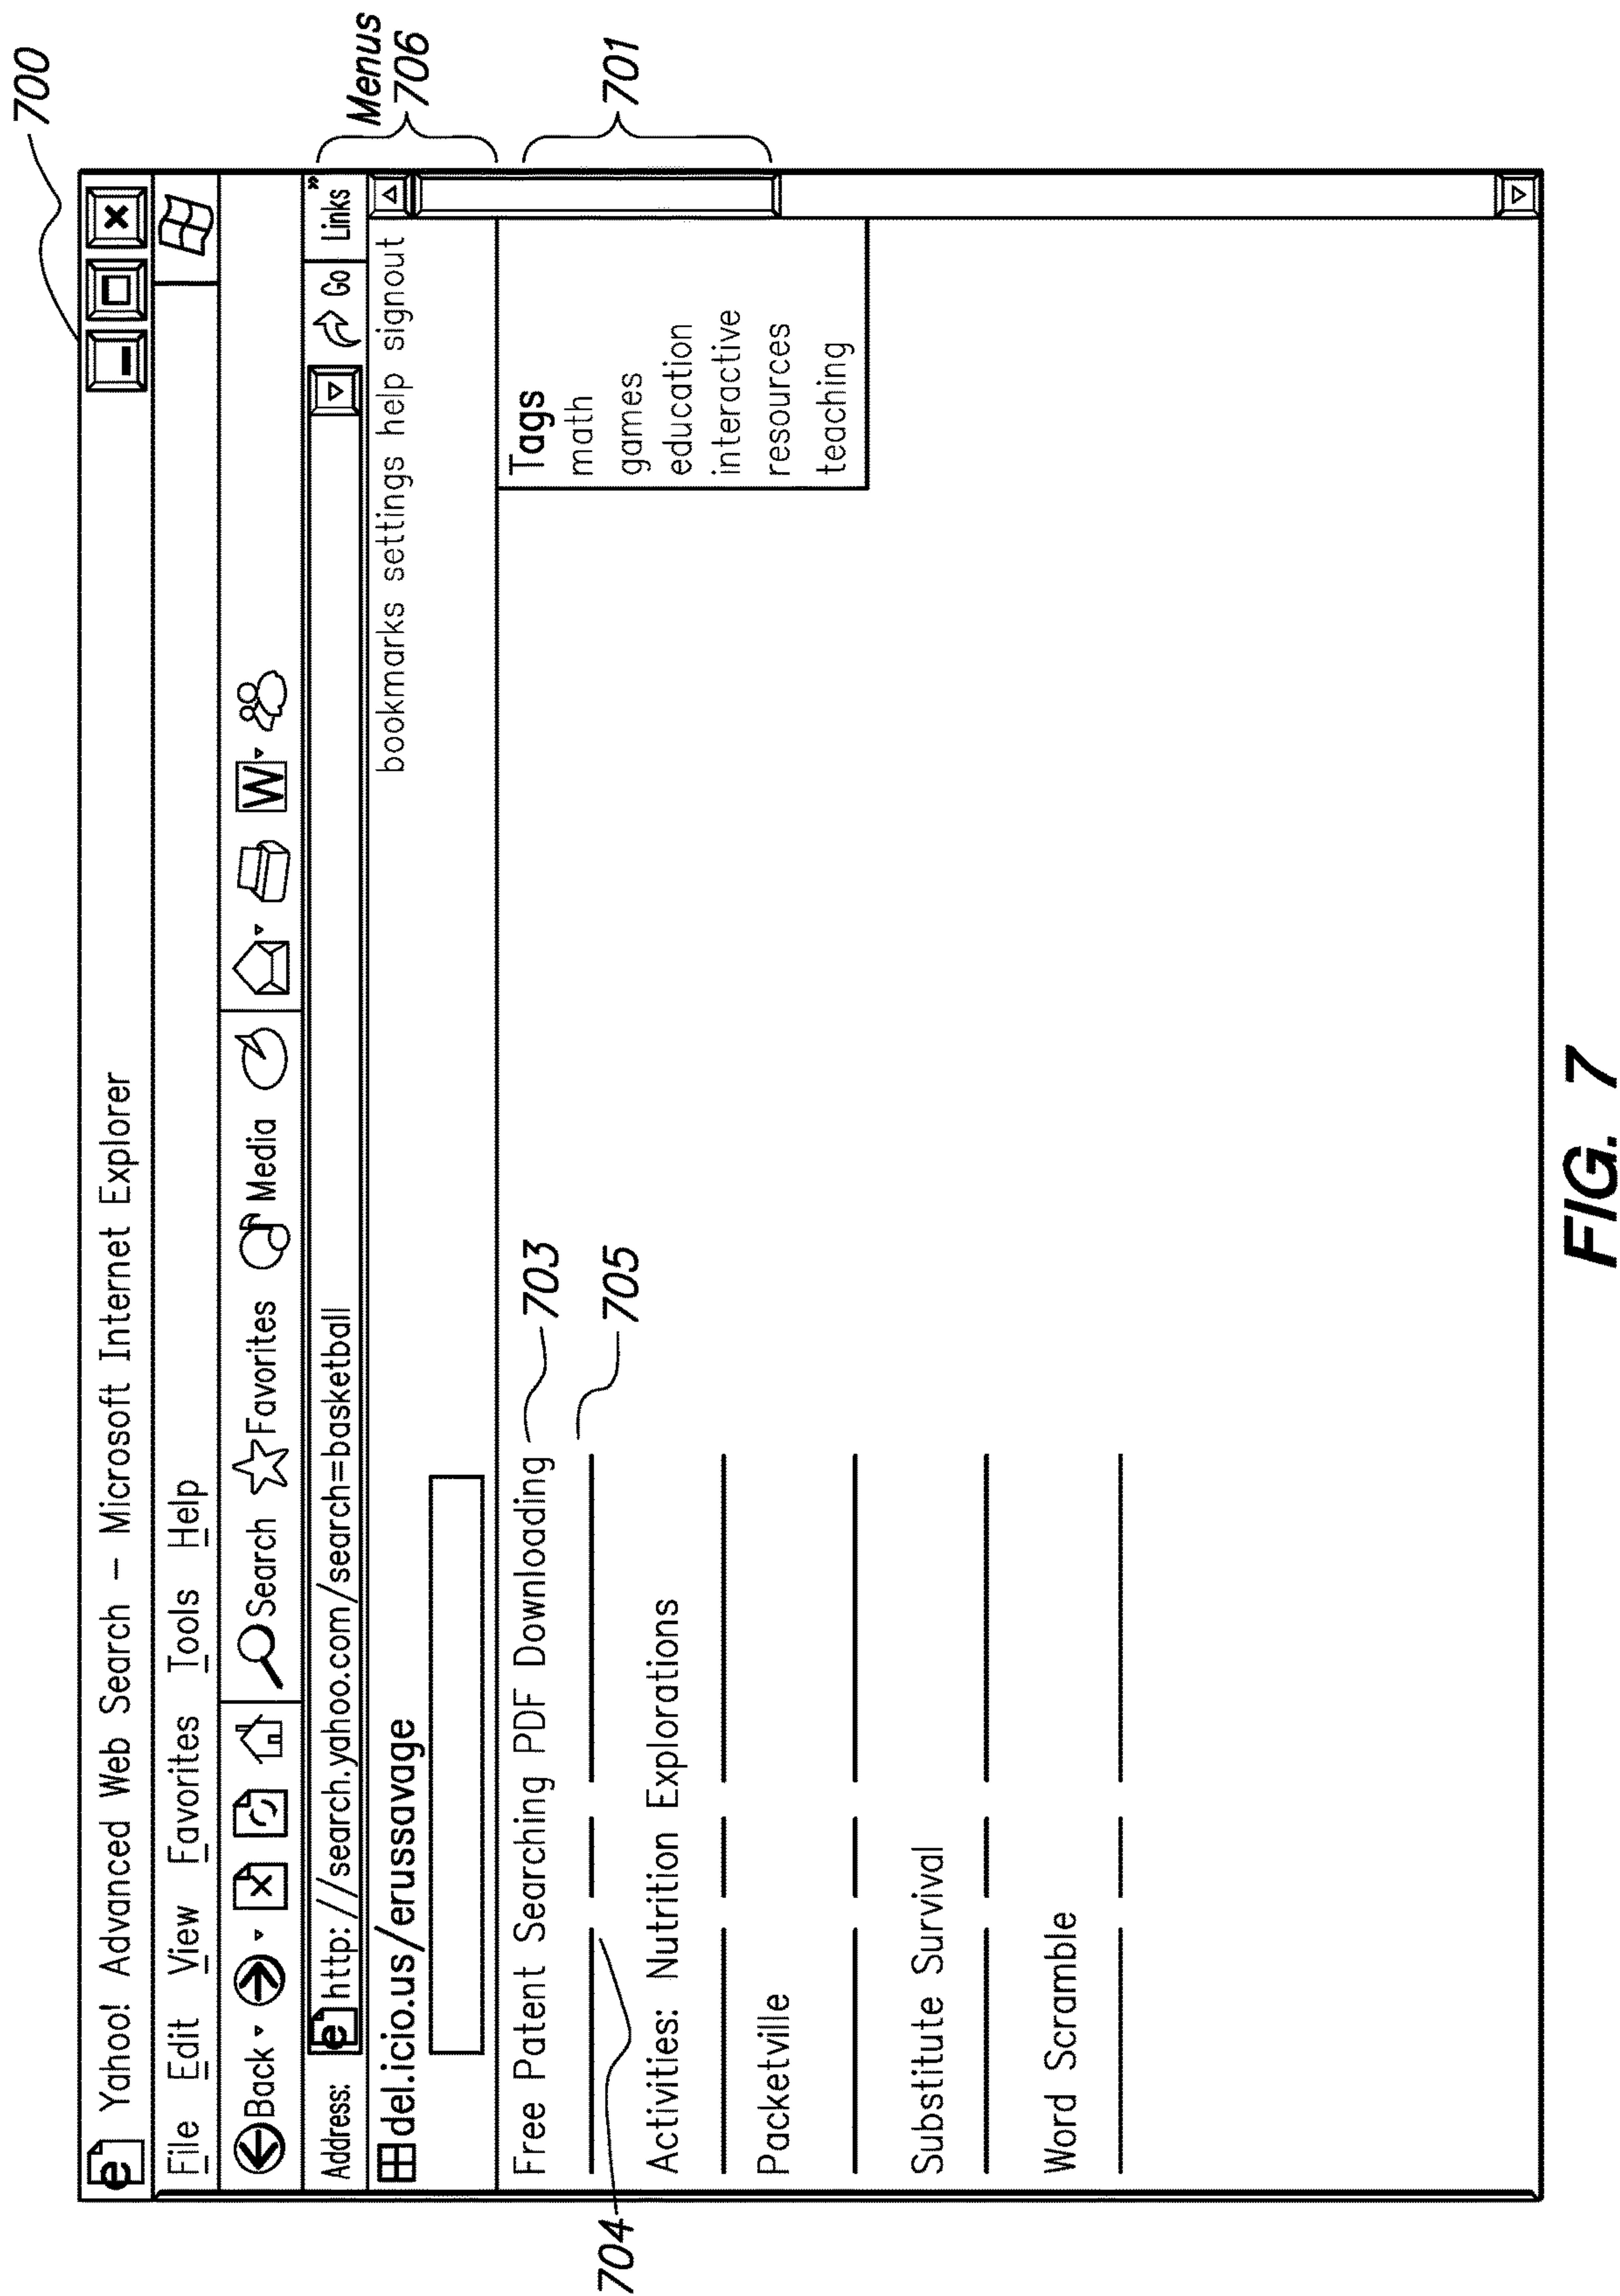 700
Yahoo! Advanced Web Search – Microsoft Internet Explorer
File Edit View Favorites Tools Help
Back Search Favorites Media W
Address: http: //search.yahoo.com/search=basketball Go Links »
Menus
706
del.icio.us/erussavage bookmarks settings help signout
Free Patent Searching PDF Downloading 703
Tags
701
705
math
704
games
Activities: Nutrition Explorations
education
interactive
Packetville
resources
teaching
Substitute Survival
Word Scramble
FIG. 7